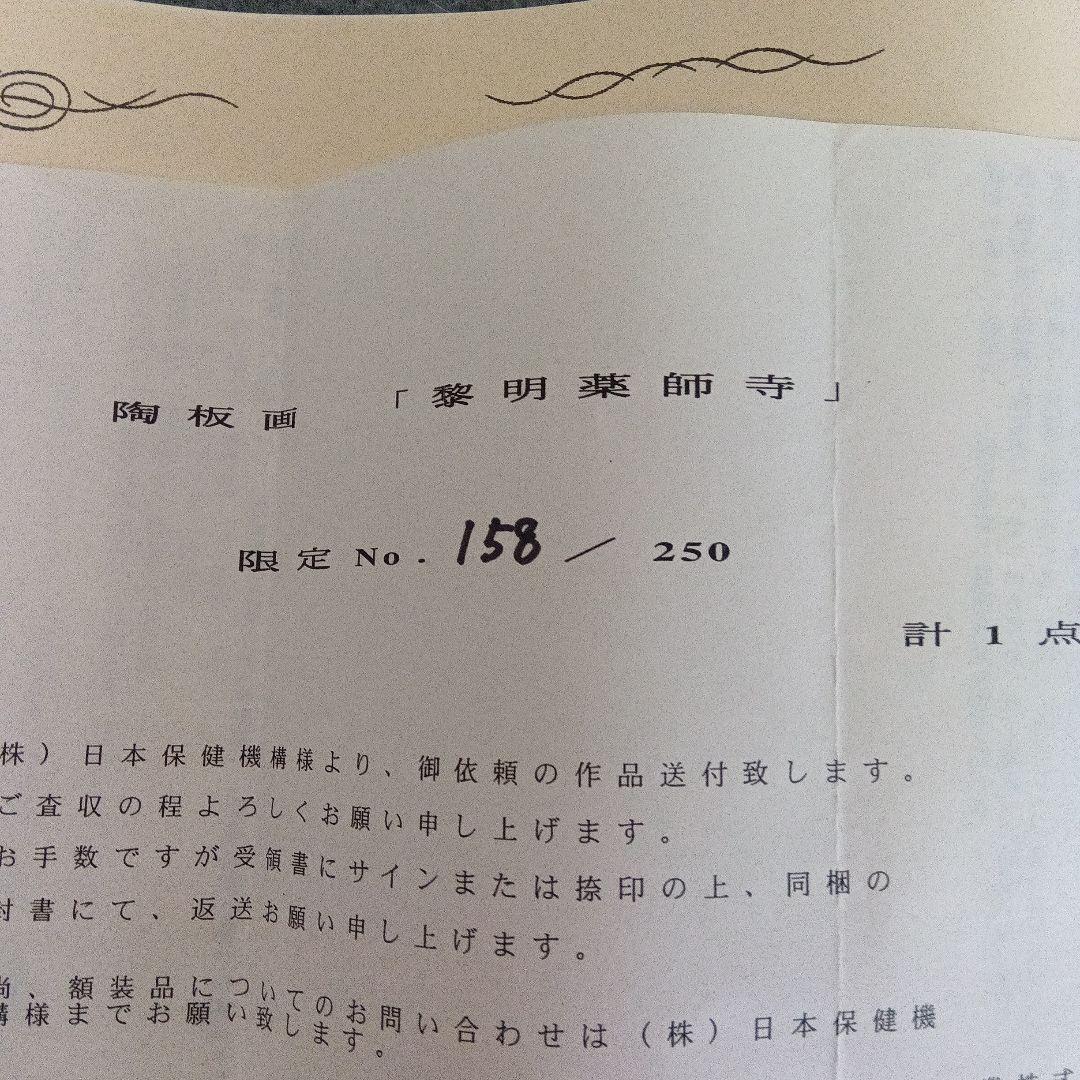 陶板画 「黎明薬師寺」
限定No. 158 / 250
計1点
株）日本保健機構様より、御依頼の作品送付致します。
ご査収の程よろしくお願い申し上げます。
お手数ですが受領書にサインまたは捺印の上、同梱の
封書にて、返送お願い申し上げます。
尚、額装品についてのお問い合わせは（株）日本保健機
構様までお願い致します。